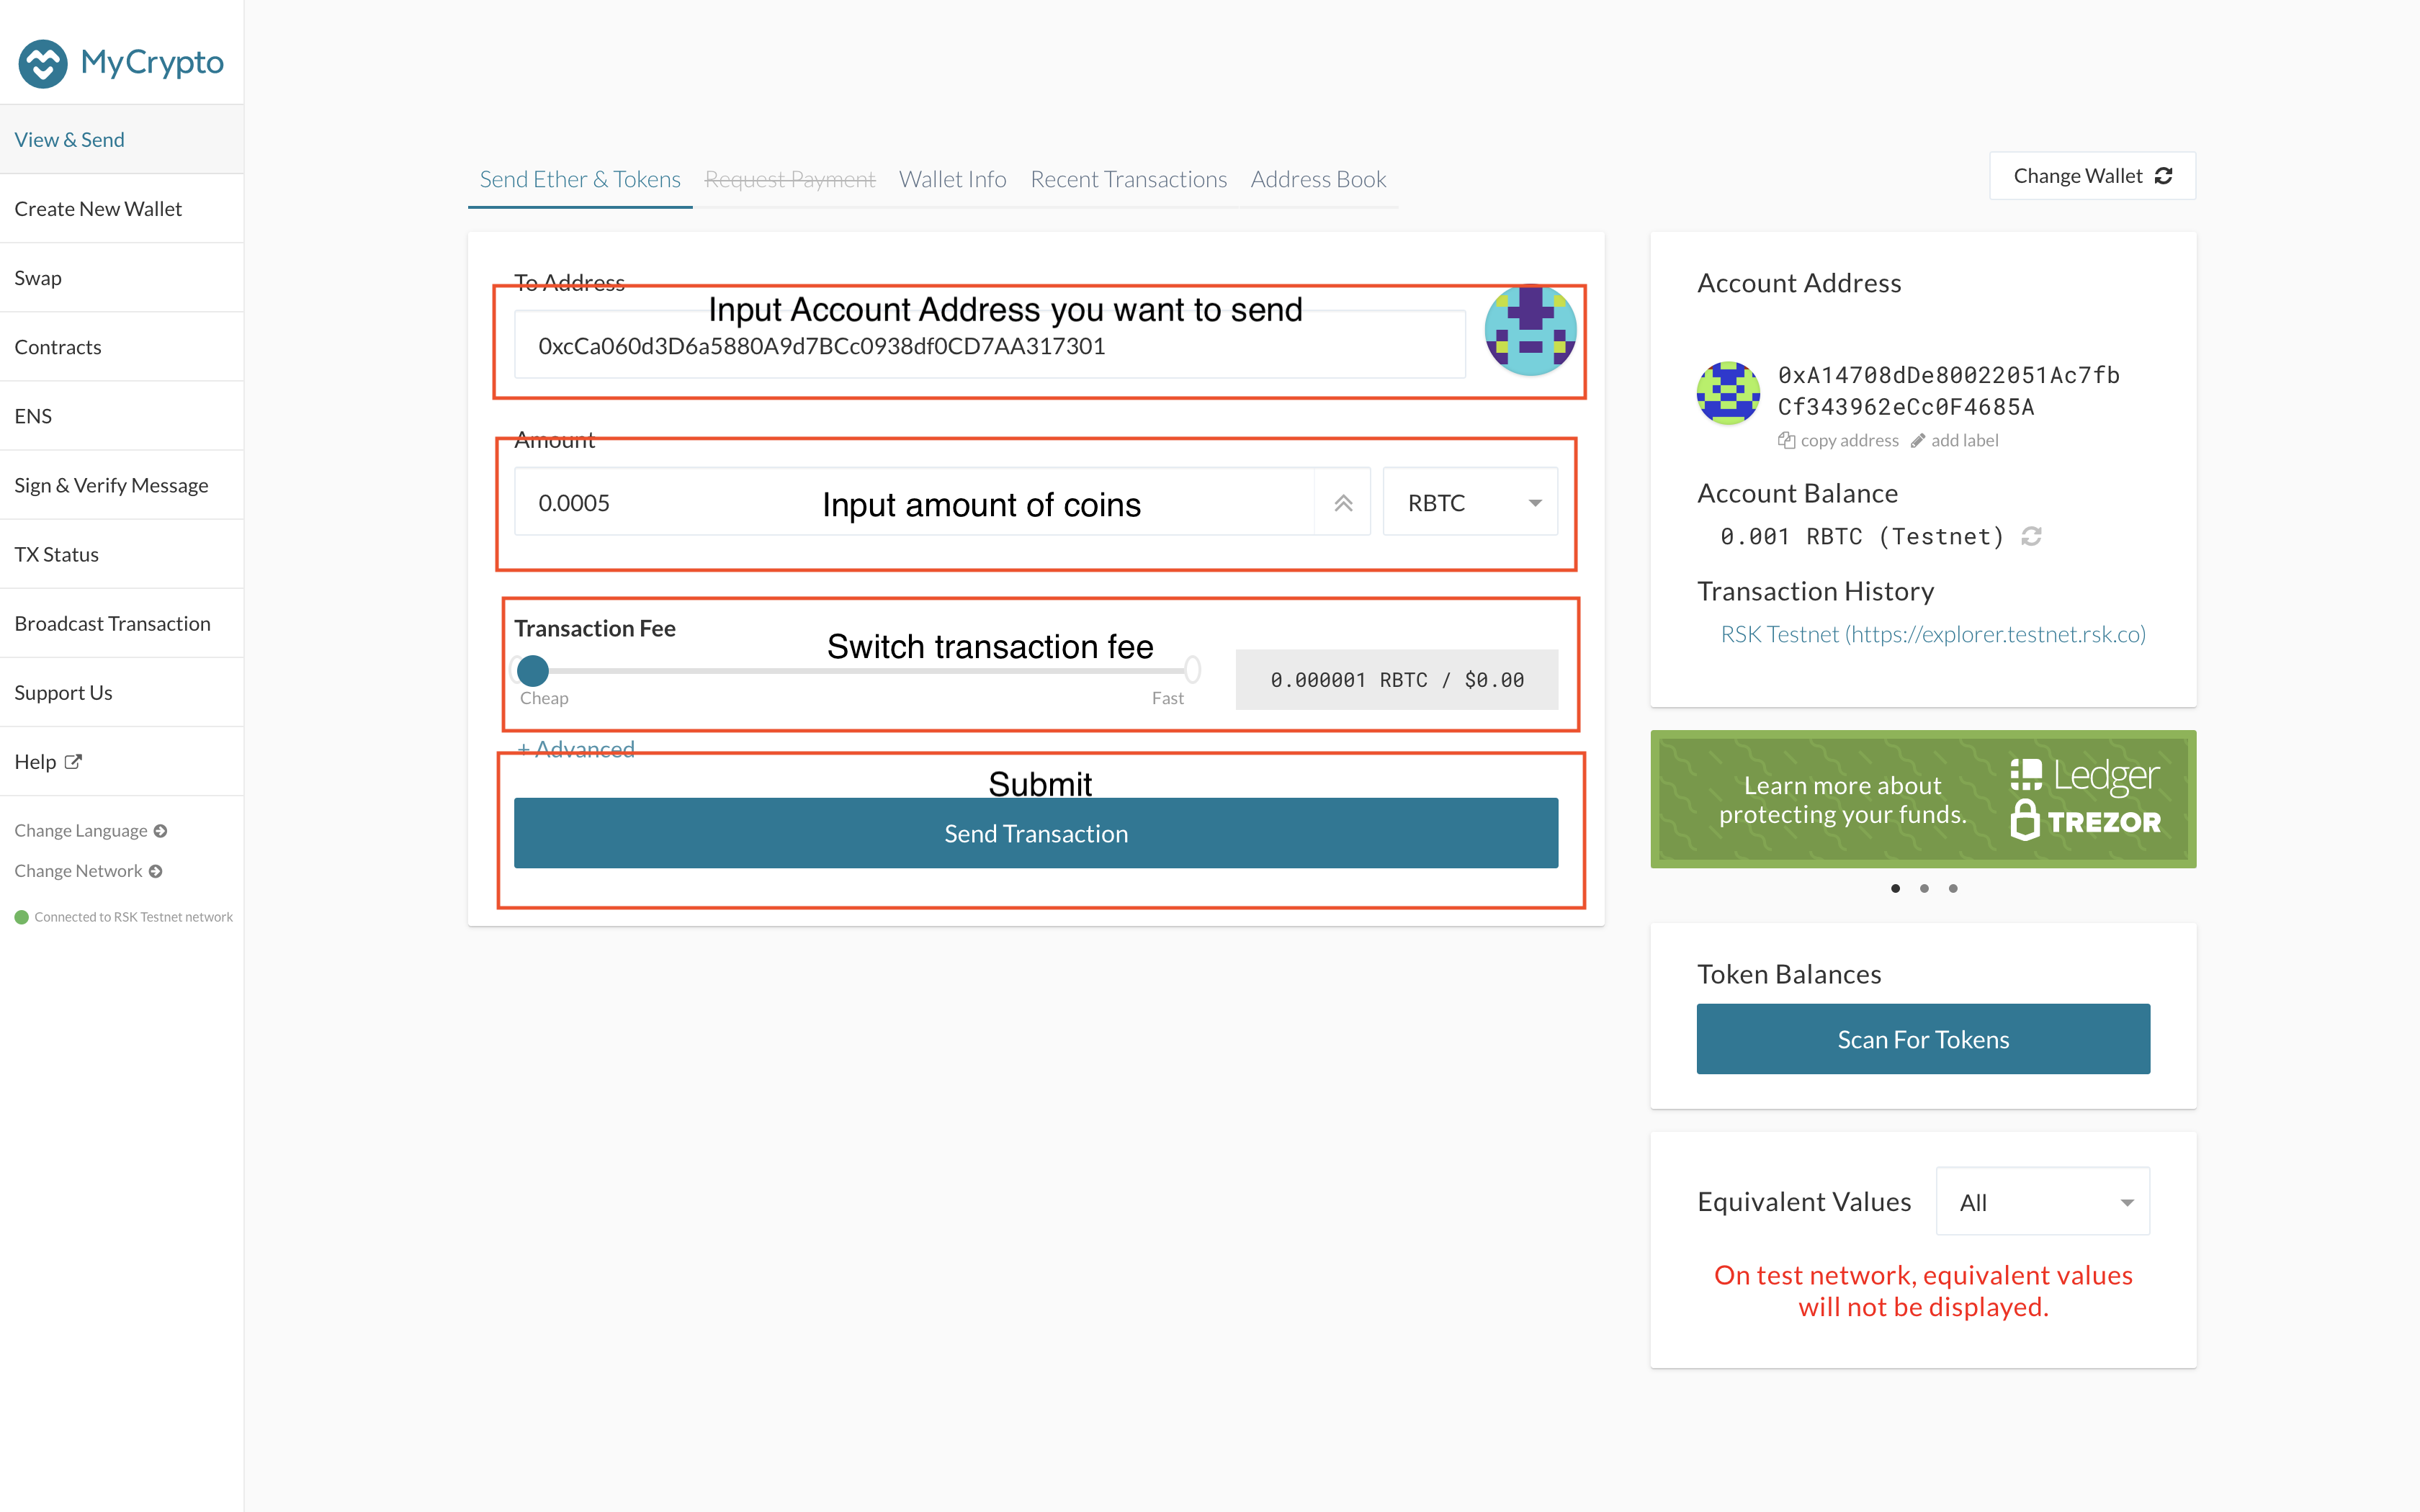 MyCrypto
View & Send
Create New Wallet
Swap
Contracts
ENS
Sign & Verify Message
TX Status
Broadcast Transaction
Support Us
Help
Change Language
Change Network
Connected to RSK Testnet network
Send Ether & Tokens Request Payment Wallet Info Recent Transactions Address Book
Change Wallet
To Address
Input Account Address you want to send
0xcCa060d3D6a5880A9d7BCc0938df0CD7AA317301
Amount
0.0005 Input amount of coins RBTC
Transaction Fee
Switch transaction fee
Cheap Fast
0.000001 RBTC / $0.00
+ Advanced
Submit
Send Transaction
Account Address
0xA14708dDe80022051Ac7fb
Cf343962eCc0F4685A
copy address add label
Account Balance
0.001 RBTC (Testnet)
Transaction History
RSK Testnet (https://explorer.testnet.rsk.co)
Learn more about
protecting your funds.
Ledger
TREZOR
Token Balances
Scan For Tokens
Equivalent Values All
On test network, equivalent values
will not be displayed.